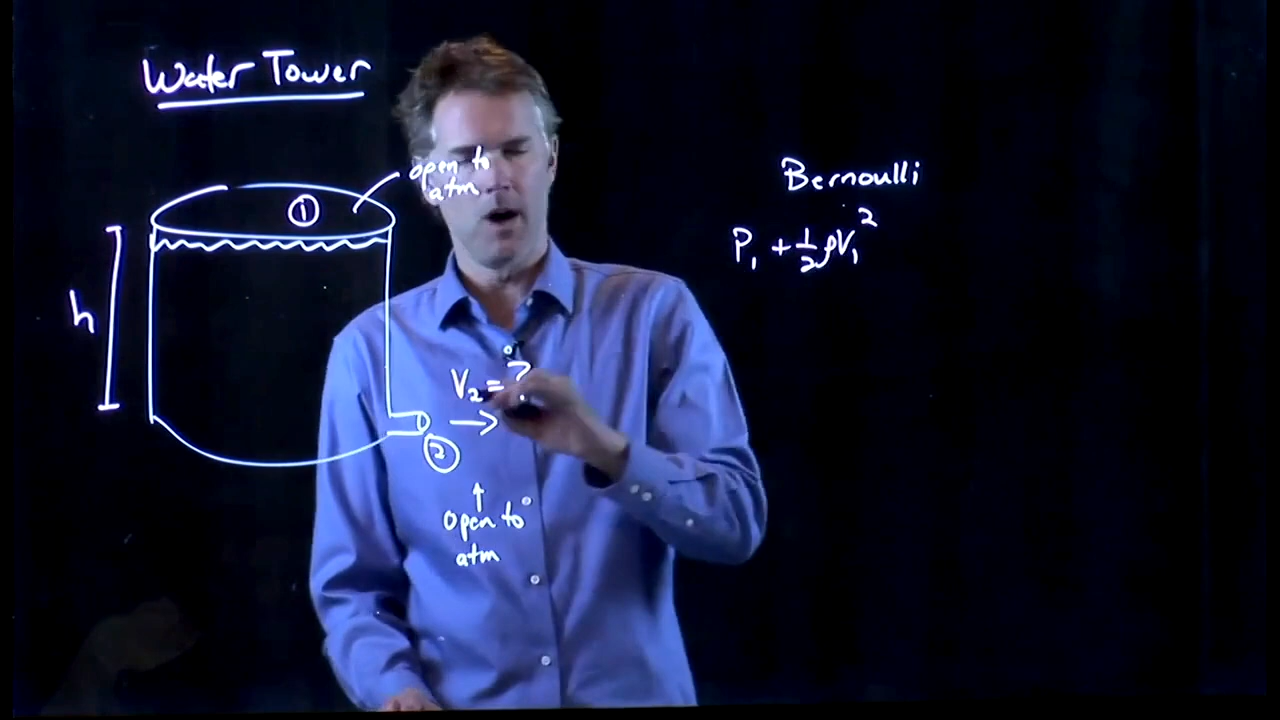 Water Tower
open to
atm
①
h
V₂ = ?
②
open to
atm
Bernoulli
P₁ + ½ρV₁²